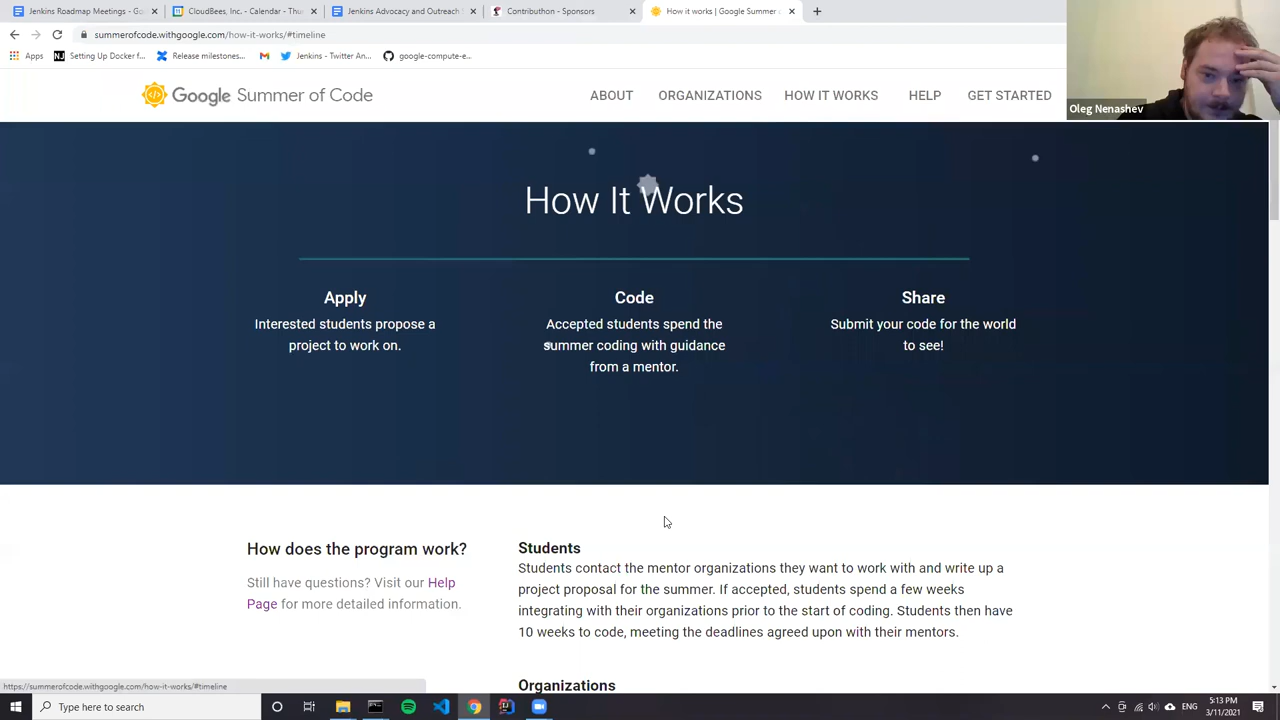 Jenkins Roadmap Meetings - Go
CloudBees, Inc. - Calendar - Thu
Jenkins Advocacy and Outreach
Contributhon - Sponsors
How it works | Google Summer
summerofcode.withgoogle.com/how-it-works/#timeline
Apps
Setting Up Docker f...
Release milestones...
Jenkins - Twitter An...
google-compute-e...
Google Summer of Code
ABOUT
ORGANIZATIONS
HOW IT WORKS
HELP
GET STARTED
Oleg Nenashev
How It Works
Apply
Interested students propose a
project to work on.
Code
Accepted students spend the
summer coding with guidance
from a mentor.
Share
Submit your code for the world
to see!
How does the program work?
Still have questions? Visit our Help
Page for more detailed information.
Students
Students contact the mentor organizations they want to work with and write up a
project proposal for the summer. If accepted, students spend a few weeks
integrating with their organizations prior to the start of coding. Students then have
10 weeks to code, meeting the deadlines agreed upon with their mentors.
Organizations
https://summerofcode.withgoogle.com/how-it-works/#timeline
Type here to search
ENG
5:13 PM
3/11/2021